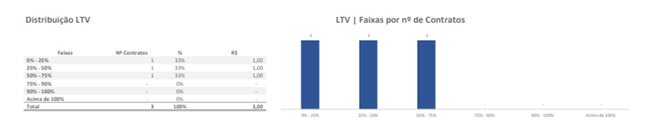 Distribuição LTV
Faixas Nº Contratos % R$
0% - 25% 1 33% 1,00
25% - 50% 1 33% 1,00
50% - 75% 1 33% 1,00
75% - 90% - 0% -
90% - 100% - 0% -
Acima de 100% - 0% -
Total 3 100% 3,00
LTV | Faixas por nº de Contratos
1 1 1 - - -
0% - 25% 25% - 50% 50% - 75% 75% - 90% 90% - 100% Acima de 100%